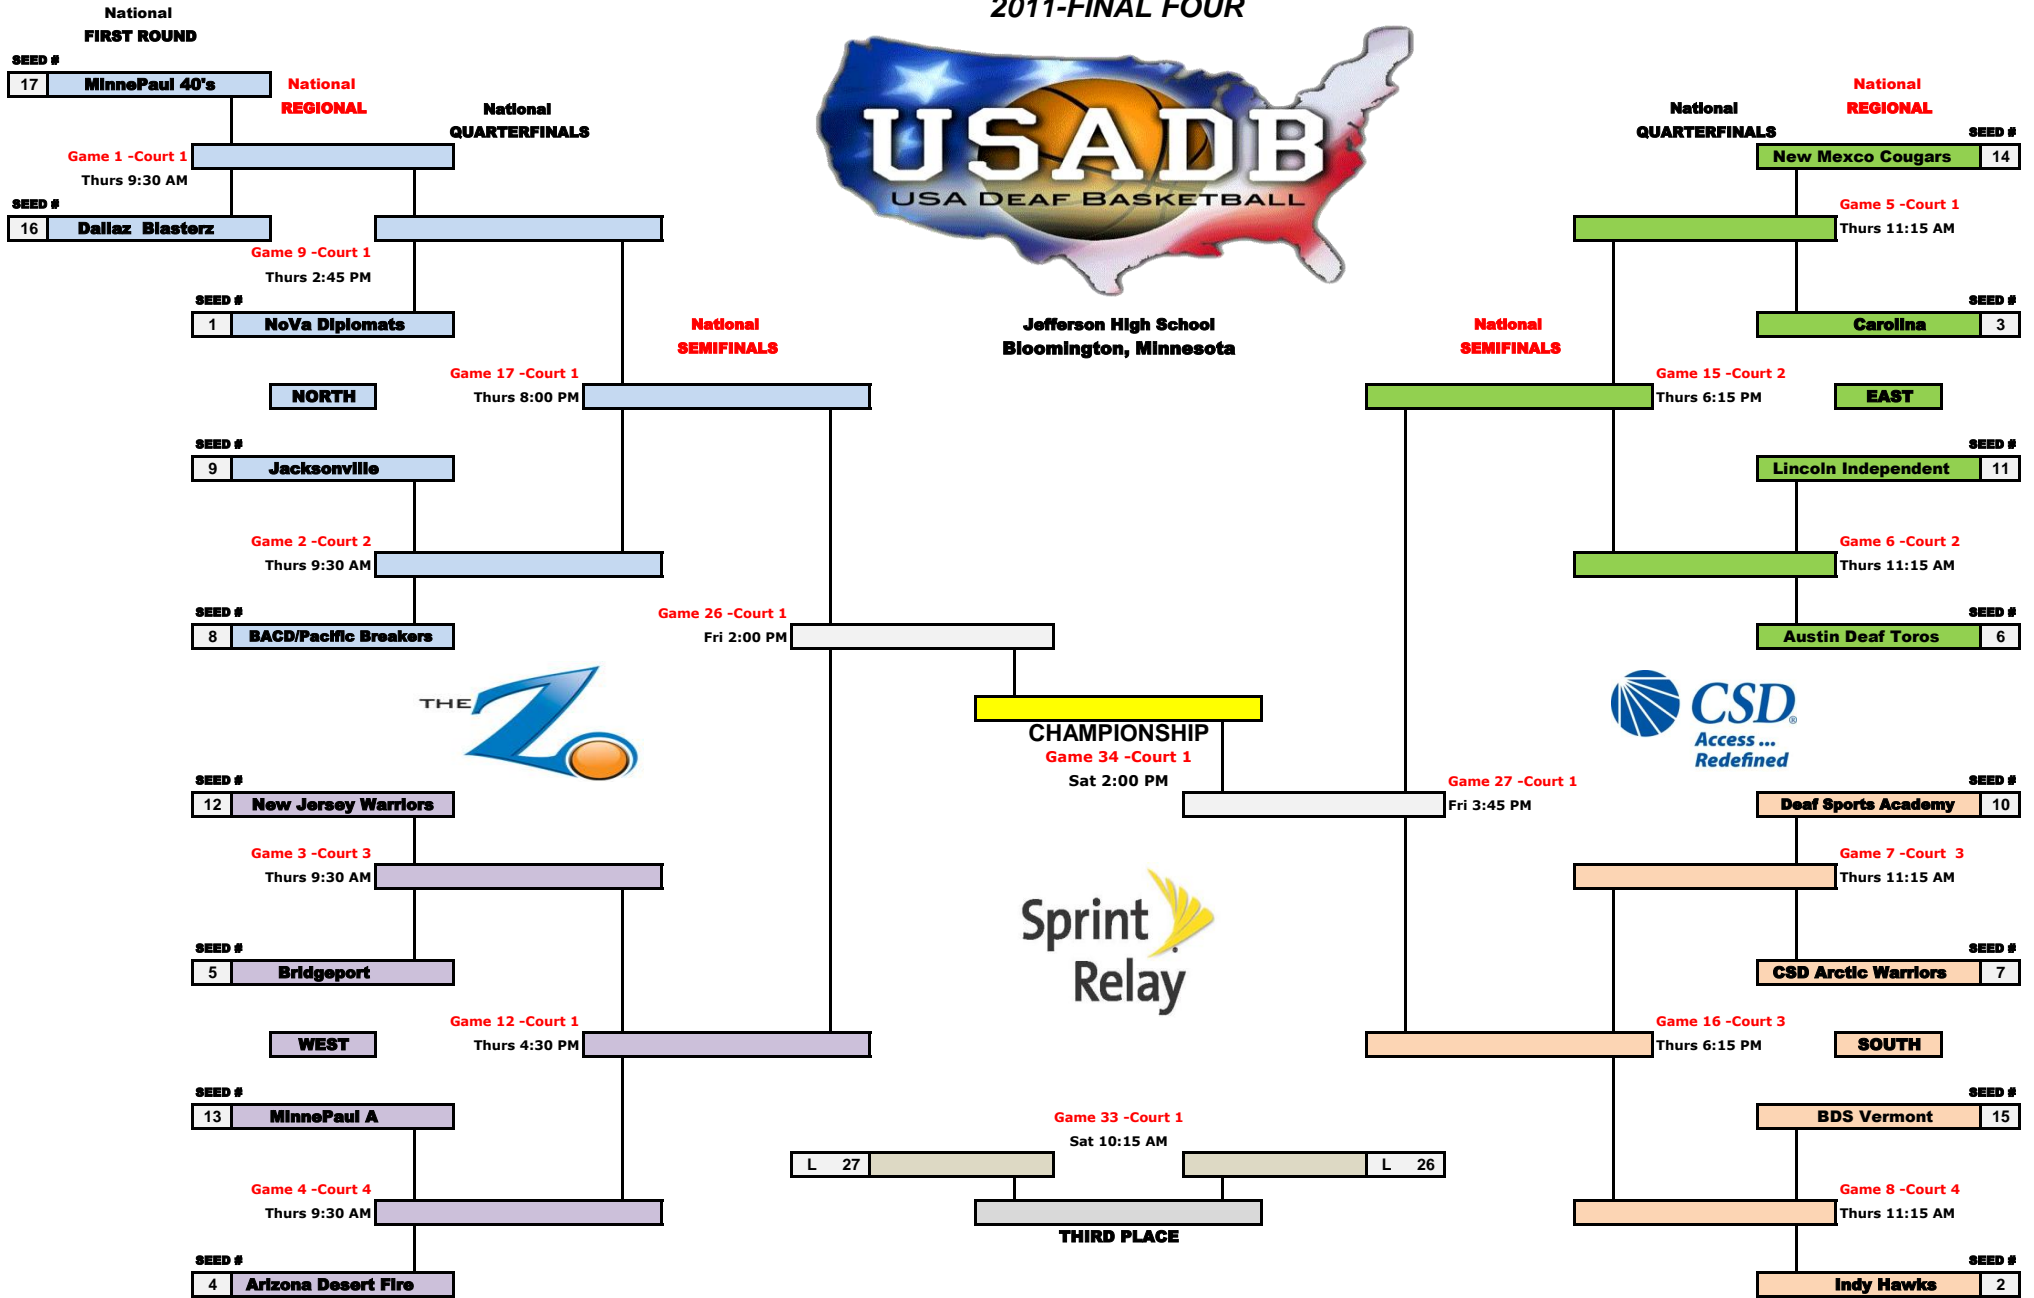 2011-FINAL FOUR
National
FIRST ROUND
SEED #
17 MinnePaul 40's
National
REGIONAL
National
QUARTERFINALS
Game 1 -Court 1
Thurs 9:30 AM
SEED #
16 Dallaz Blasterz
Game 9 -Court 1
Thurs 2:45 PM
SEED #
1 NoVa Diplomats
National
SEMIFINALS
Game 17 -Court 1
Thurs 8:00 PM
NORTH
SEED #
9 Jacksonville
Game 2 -Court 2
Thurs 9:30 AM
SEED #
8 BACD/Pacific Breakers
Game 26 -Court 1
Fri 2:00 PM
THE Z
SEED #
12 New Jersey Warriors
Game 3 -Court 3
Thurs 9:30 AM
SEED #
5 Bridgeport
Game 12 -Court 1
Thurs 4:30 PM
WEST
SEED #
13 MinnePaul A
Game 4 -Court 4
Thurs 9:30 AM
SEED #
4 Arizona Desert Fire
USADB
USA DEAF BASKETBALL
Jefferson High School
Bloomington, Minnesota
CHAMPIONSHIP
Game 34 -Court 1
Sat 2:00 PM
Sprint
Relay
Game 33 -Court 1
Sat 10:15 AM
L 27
L 26
THIRD PLACE
National
REGIONAL
National
QUARTERFINALS
SEED #
New Mexco Cougars 14
Game 5 -Court 1
Thurs 11:15 AM
SEED #
Carolina 3
National
SEMIFINALS
Game 15 -Court 2
Thurs 6:15 PM
EAST
SEED #
Lincoln Independent 11
Game 6 -Court 2
Thurs 11:15 AM
SEED #
Austin Deaf Toros 6
CSD®
Access ...
Redefined
Game 27 -Court 1
Fri 3:45 PM
SEED #
Deaf Sports Academy 10
Game 7 -Court 3
Thurs 11:15 AM
SEED #
CSD Arctic Warriors 7
Game 16 -Court 3
Thurs 6:15 PM
SOUTH
SEED #
BDS Vermont 15
Game 8 -Court 4
Thurs 11:15 AM
SEED #
Indy Hawks 2